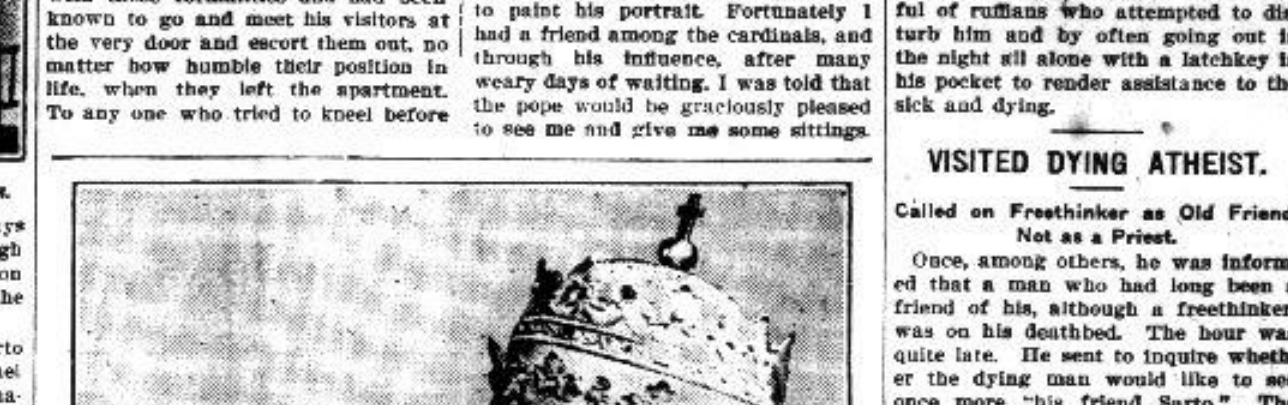 known to go and meet his visitors at
the very door and escort them out, no
matter how humble their position in
life, when they left the apartment.
To any one who tried to kneel before
to paint his portrait. Fortunately I
had a friend among the cardinals, and
through his influence, after many
weary days of waiting, I was told that
the pope would be graciously pleased
to see me and give me some sittings.
ful of ruffians who attempted to dis
turb him and by often going out i
the night all alone with a latchkey i
his pocket to render assistance to th
sick and dying.
VISITED DYING ATHEIST.
Called on Freethinker as Old Frien
Not as a Priest.
Once, among others, he was inform
ed that a man who had long been
friend of his, although a freethinker
was on his deathbed. The hour wa
quite late. He sent to inquire wheth
er the dying man would like to se
once more "his friend Sarto." Th